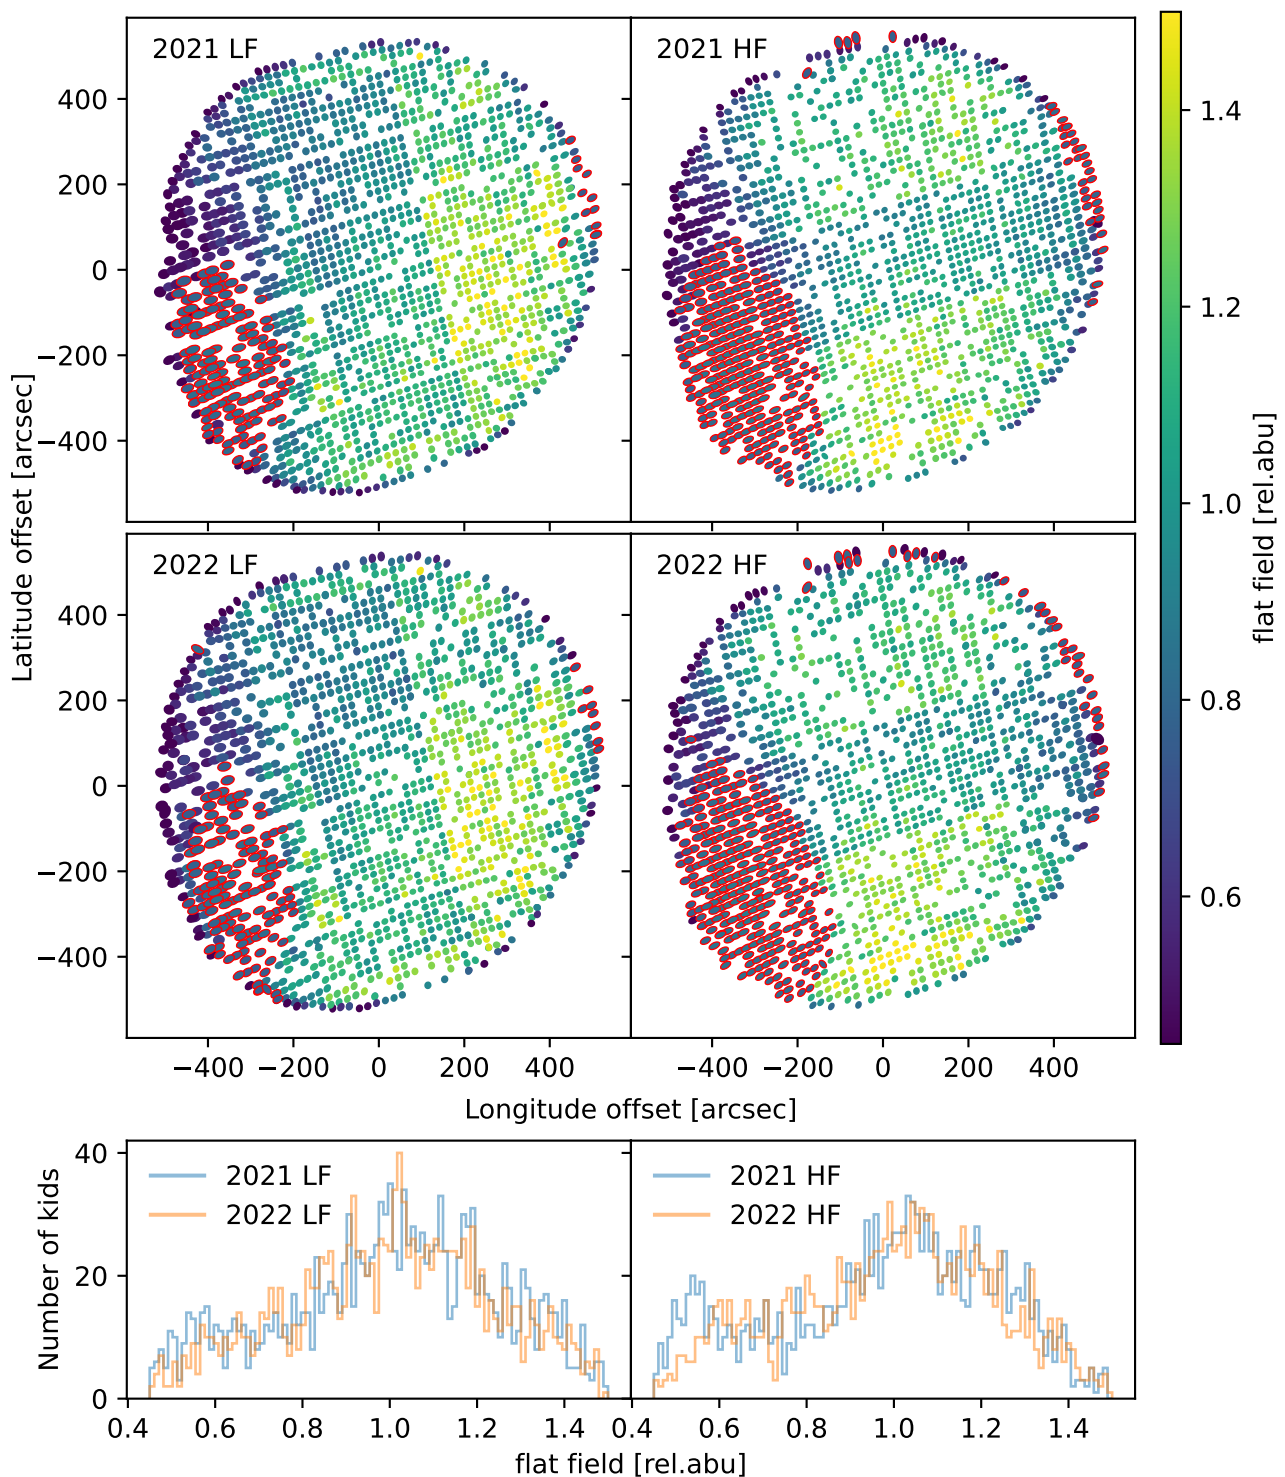 2021 LF
2021 HF
400
200
0
−200
−400
1.4
1.2
1.0
0.8
0.6
flat field [rel.abu]
Latitude offset [arcsec]
2022 LF
2022 HF
400
200
0
−200
−400
−400 −200 0 200 400
−400 −200 0 200 400
Longitude offset [arcsec]
40
20
0
Number of kids
2021 LF
2022 LF
2021 HF
2022 HF
0.4 0.6 0.8 1.0 1.2 1.4
0.4 0.6 0.8 1.0 1.2 1.4
flat field [rel.abu]